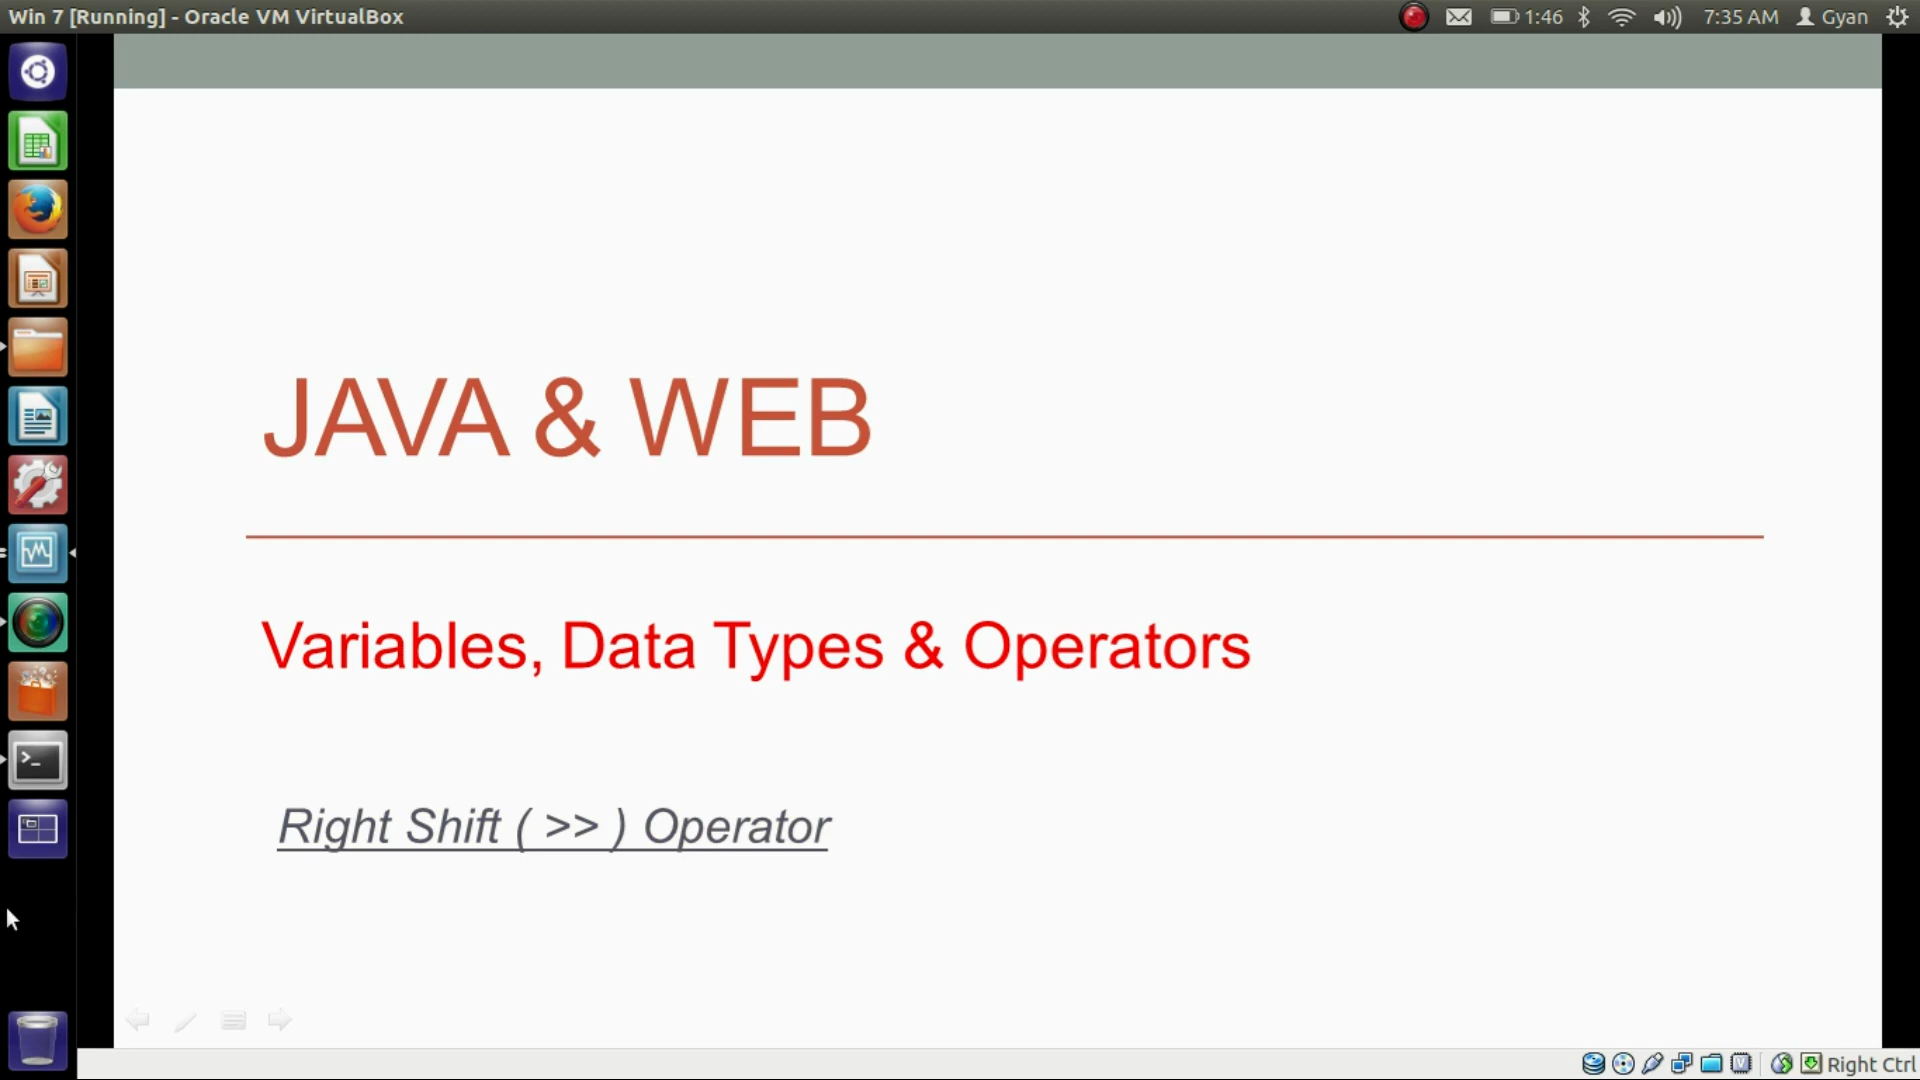 Win 7 [Running] - Oracle VM VirtualBox
1:46
7:35 AM
Gyan
JAVA & WEB
Variables, Data Types & Operators
Right Shift ( >> ) Operator
Right Ctrl